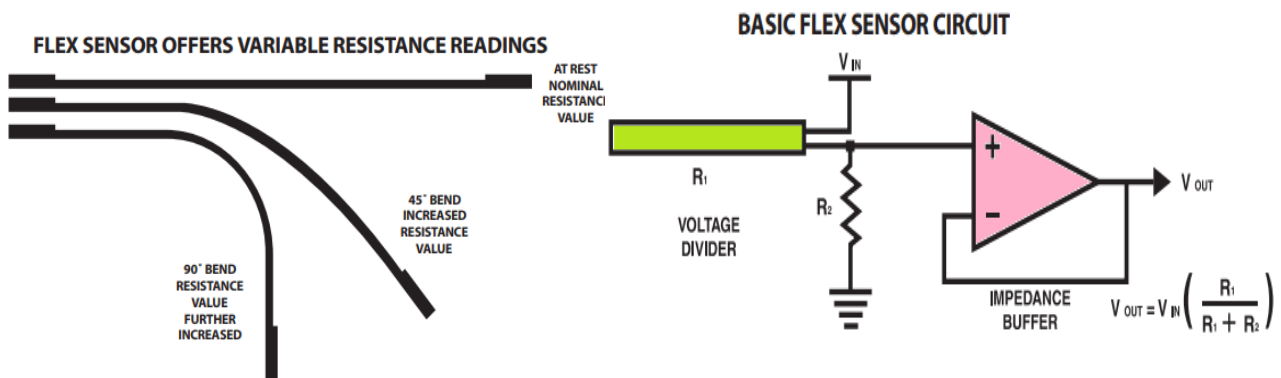 FLEX SENSOR OFFERS VARIABLE RESISTANCE READINGS
AT REST
NOMINAL
RESISTANC
VALUE
45° BEND
INCREASED
RESISTANCE
VALUE
90° BEND
RESISTANCE
VALUE
FURTHER
INCREASED
BASIC FLEX SENSOR CIRCUIT
V IN
R₁
VOLTAGE
DIVIDER
R₂
+
−
V OUT
IMPEDANCE
BUFFER
V OUT = V IN ( R₁ / R₁ + R₂ )